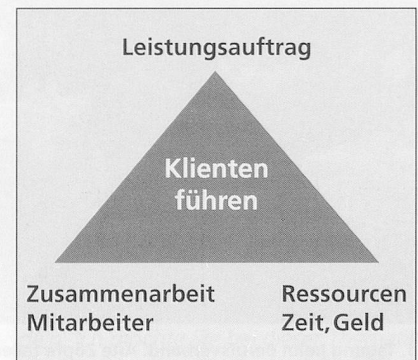 Leistungsauftrag
Klienten
führen
Zusammenarbeit
Mitarbeiter
Ressourcen
Zeit, Geld